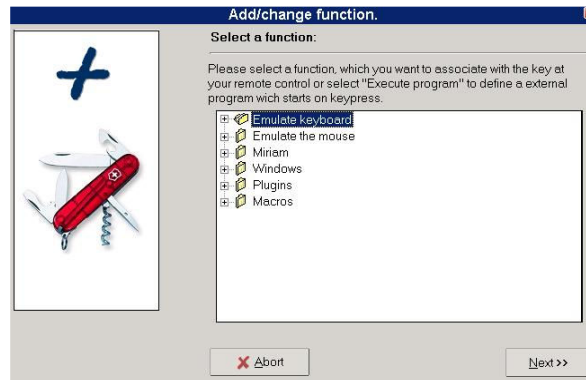 Add/change function.
Select a function:
Please select a function, which you want to associate with the key at
your remote control or select "Execute program" to define a external
program wich starts on keypress.
Emulate keyboard
Emulate the mouse
Miriam
Windows
Plugins
Macros
Abort
Next >>